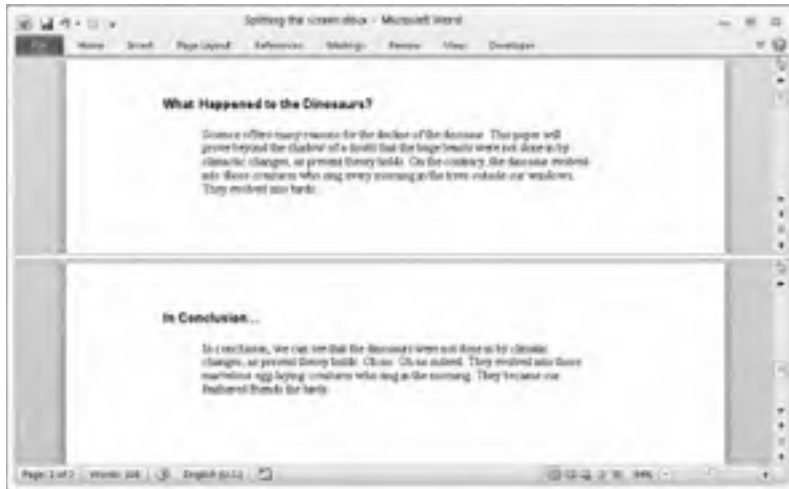 Splitting the screen.docx - Microsoft Word
File Home Insert Page Layout References Mailings Review View Developer
What Happened to the Dinosaurs?
Science offers many reasons for the decline of the dinosaur. This paper will
prove beyond the shadow of a doubt that the huge beasts were not done in by
climactic changes, as present theory holds. On the contrary, the dinosaur evolved
into those creatures who sing every morning in the trees outside our windows.
They evolved into birds.
In Conclusion...
In conclusion, we can see that the dinosaurs were not done in by climatic
changes, as present theory holds. Oh no. Oh no indeed. They evolved into those
marvelous egg-laying creatures who sing in the morning. They became our
feathered friends the birds.
Page: 1 of 2 Words: English (U.S.)